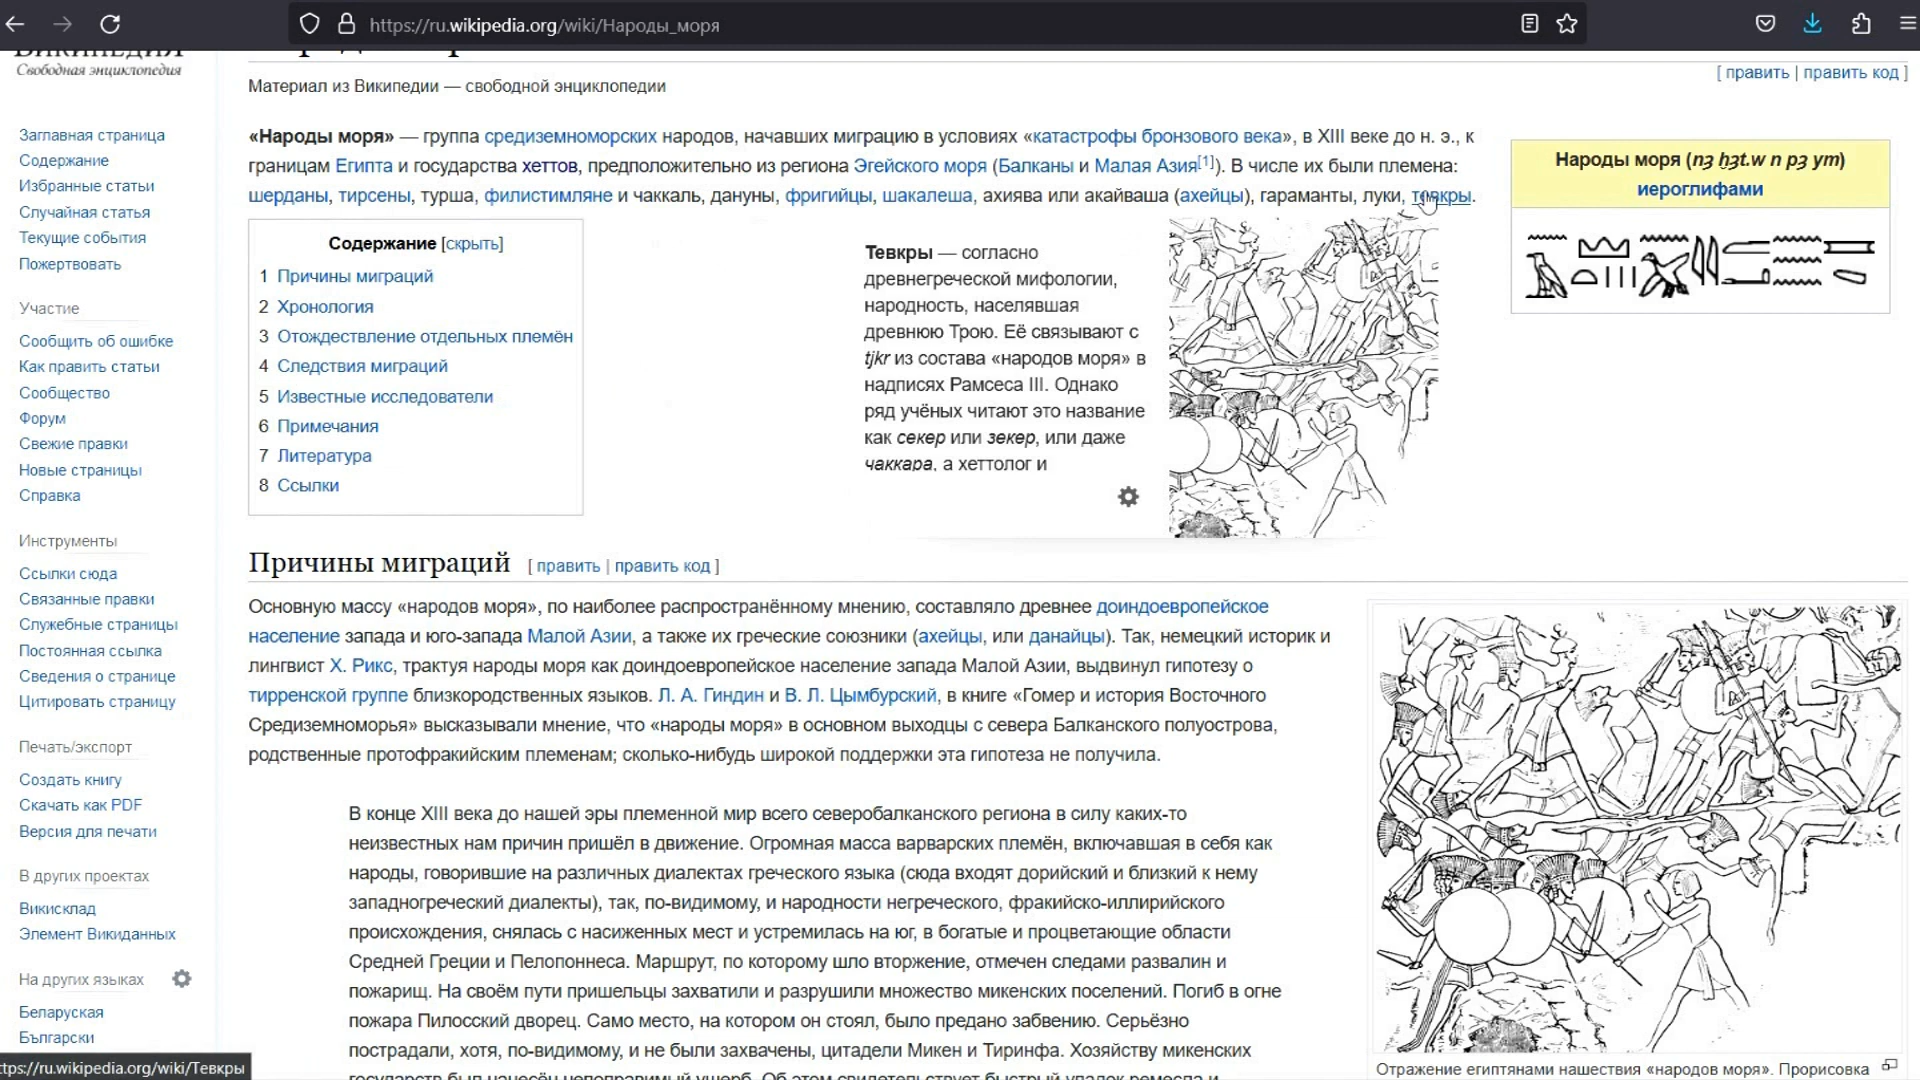 https://ru.wikipedia.org/wiki/Народы_моря
Свободная энциклопедия
Материал из Википедии — свободной энциклопедии
[ править | править код ]
Заглавная страница
Содержание
Избранные статьи
Случайная статья
Текущие события
Пожертвовать
Участие
Сообщить об ошибке
Как править статьи
Сообщество
Форум
Свежие правки
Новые страницы
Справка
Инструменты
Ссылки сюда
Связанные правки
Служебные страницы
Постоянная ссылка
Сведения о странице
Цитировать страницу
Печать/экспорт
Создать книгу
Скачать как PDF
Версия для печати
В других проектах
Викисклад
Элемент Викиданных
На других языках
Беларуская
Български
«Народы моря» — группа средиземноморских народов, начавших миграцию в условиях «катастрофы бронзового века», в XIII веке до н. э., к
границам Египта и государства хеттов, предположительно из региона Эгейского моря (Балканы и Малая Азия[1]). В числе их были племена:
шерданы, тирсены, турша, филистимляне и чаккаль, дануны, фригийцы, шакалеша, ахиява или акайваша (ахейцы), гараманты, луки, тевкры.
Народы моря (nȝ ḫȝt.w n pȝ ym)
иероглифами
Содержание [скрыть]
1 Причины миграций
2 Хронология
3 Отождествление отдельных племён
4 Следствия миграций
5 Известные исследователи
6 Примечания
7 Литература
8 Ссылки
Тевкры — согласно
древнегреческой мифологии,
народность, населявшая
древнюю Трою. Её связывают с
tjkr из состава «народов моря» в
надписях Рамсеса III. Однако
ряд учёных читают это название
как секер или зекер, или даже
чаккара, а хеттолог и
Причины миграций [ править | править код ]
Основную массу «народов моря», по наиболее распространённому мнению, составляло древнее доиндоевропейское
население запада и юго-запада Малой Азии, а также их греческие союзники (ахейцы, или данайцы). Так, немецкий историк и
лингвист Х. Рикс, трактуя народы моря как доиндоевропейское население запада Малой Азии, выдвинул гипотезу о
тирренской группе близкородственных языков. Л. А. Гиндин и В. Л. Цымбурский, в книге «Гомер и история Восточного
Средиземноморья» высказывали мнение, что «народы моря» в основном выходцы с севера Балканского полуострова,
родственные протофракийским племенам; сколько-нибудь широкой поддержки эта гипотеза не получила.
В конце XIII века до нашей эры племенной мир всего северобалканского региона в силу каких-то
неизвестных нам причин пришёл в движение. Огромная масса варварских племён, включавшая в себя как
народы, говорившие на различных диалектах греческого языка (сюда входят дорийский и близкий к нему
западногреческий диалекты), так, по-видимому, и народности негреческого, фракийско-иллирийского
происхождения, снялась с насиженных мест и устремилась на юг, в богатые и процветающие области
Средней Греции и Пелопоннеса. Маршрут, по которому шло вторжение, отмечен следами развалин и
пожарищ. На своём пути пришельцы захватили и разрушили множество микенских поселений. Погиб в огне
пожара Пилосский дворец. Само место, на котором он стоял, было предано забвению. Серьёзно
пострадали, хотя, по-видимому, и не были захвачены, цитадели Микен и Тиринфа. Хозяйству микенских
государств был нанесён непоправимый ущерб. Об этом свидетельствует быстрый упадок ремесла и
Отражение египтянами нашествия «народов моря». Прорисовка
ttps://ru.wikipedia.org/wiki/Тевкры